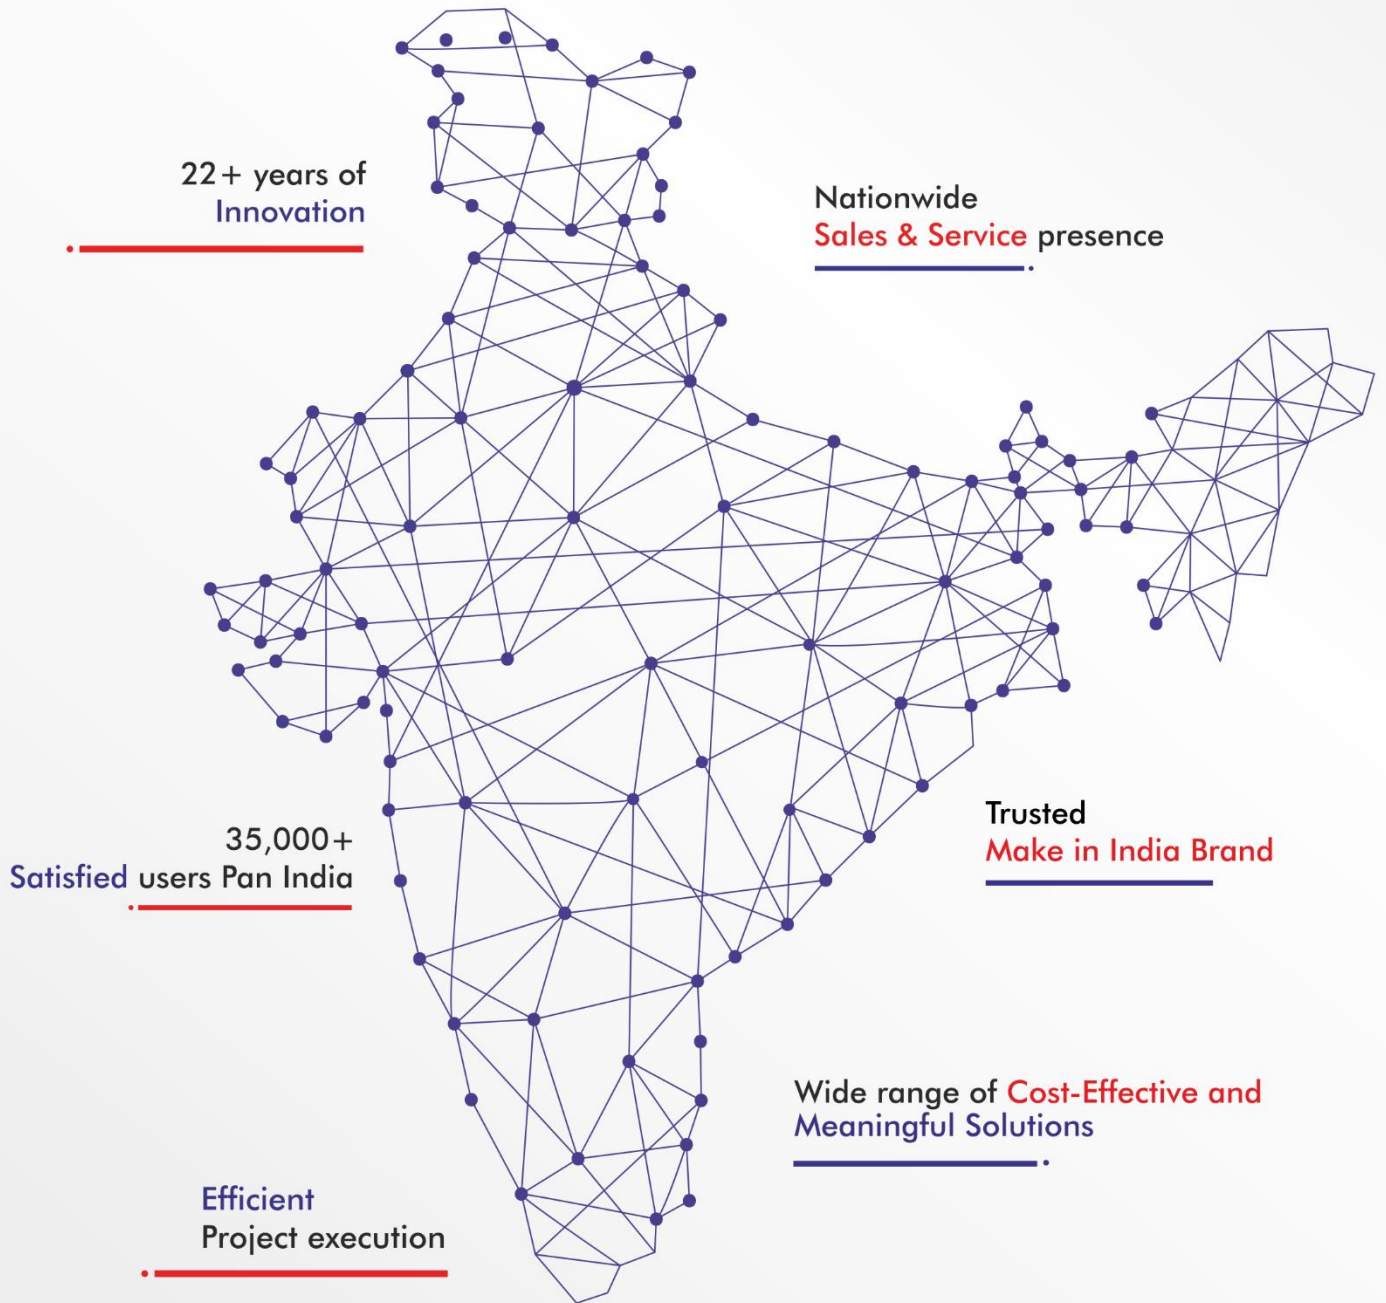 22+ years of
Innovation
Nationwide
Sales & Service presence
35,000+
Satisfied users Pan India
Trusted
Make in India Brand
Wide range of Cost-Effective and
Meaningful Solutions
Efficient
Project execution